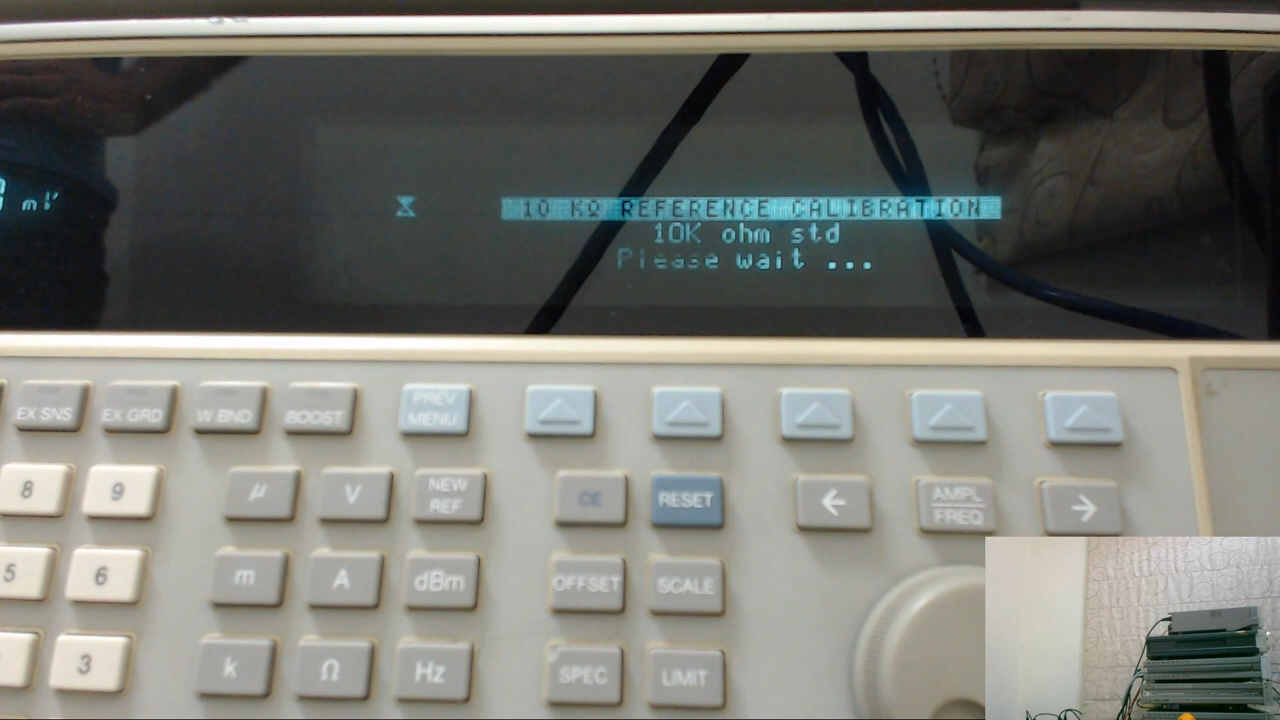 mV
10 KΩ REFERENCE CALIBRATION
10K ohm std
Please wait ...
EX SNS
EX GRD
W BND
BOOST
PREV
MENU
8
9
μ
V
NEW
REF
CE
RESET
←
AMPL
FREQ
→
5
6
m
A
dBm
OFFSET
SCALE
3
k
Ω
Hz
SPEC
LIMIT